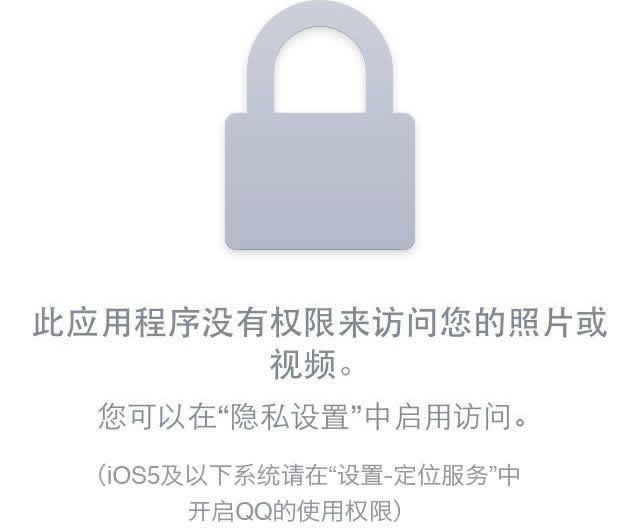 此应用程序没有权限来访问您的照片或
视频。
您可以在“隐私设置”中启用访问。
（iOS5及以下系统请在“设置-定位服务”中
开启QQ的使用权限）